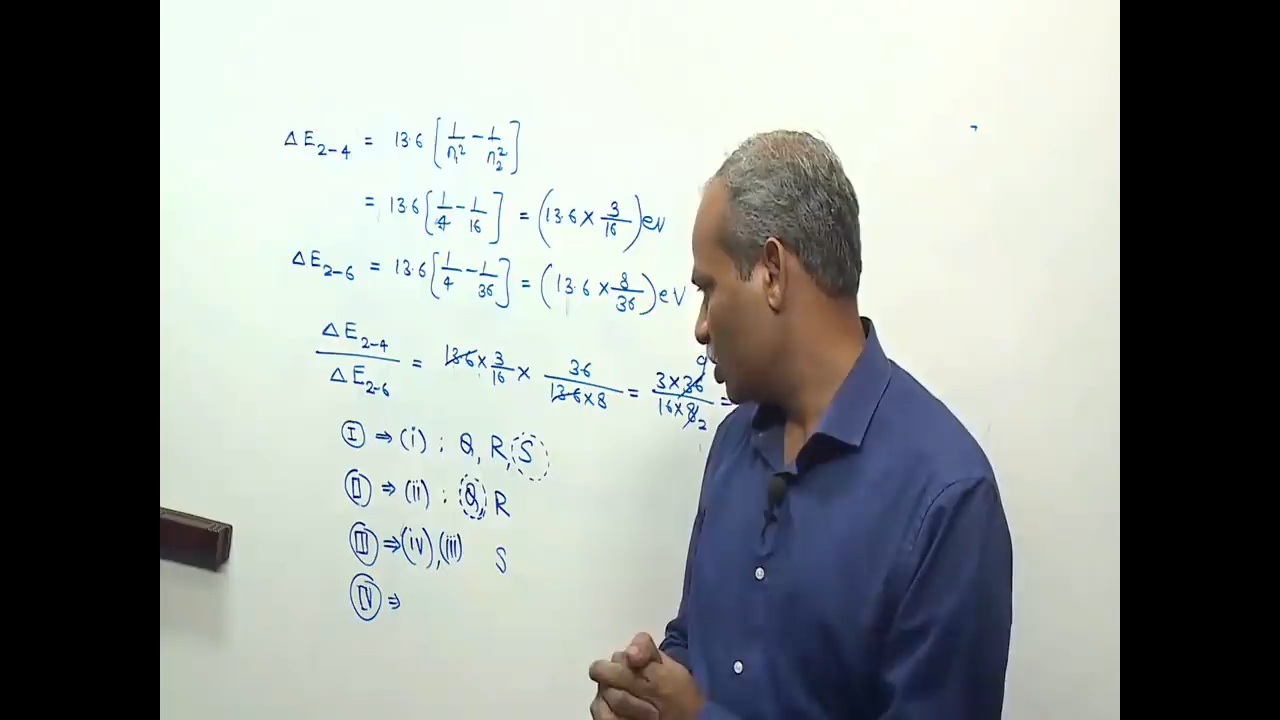 ΔE₂₋₄ = 13.6 [1/n₁² − 1/n₂²]
= 13.6 [1/4 − 1/16] = (13.6 × 3/16) eV
ΔE₂₋₆ = 13.6 [1/4 − 1/36] = (13.6 × 8/36) eV
ΔE₂₋₄/ΔE₂₋₆ = 13.6 × 3/16 × 36/(13.6 × 8) = (3 × 36 9)/(16 × 8 2) =
I ⇒ (i) ; Q, R, S
II ⇒ (ii) : Q R
III ⇒ (iv), (iii) S
IV ⇒